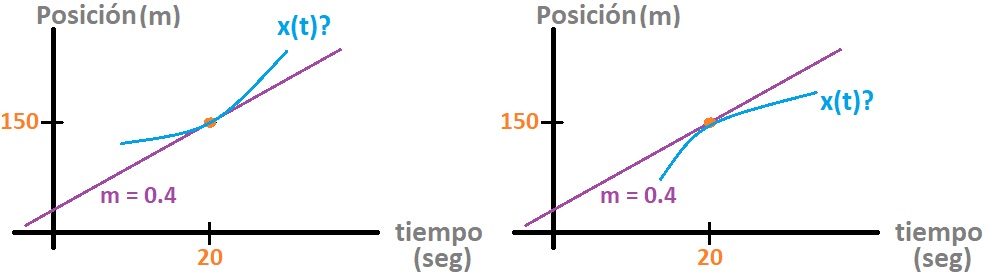 Posición (m)
x(t)?
150
m = 0.4
20
tiempo
(seg)
Posición (m)
150
x(t)?
m = 0.4
20
tiempo
(seg)